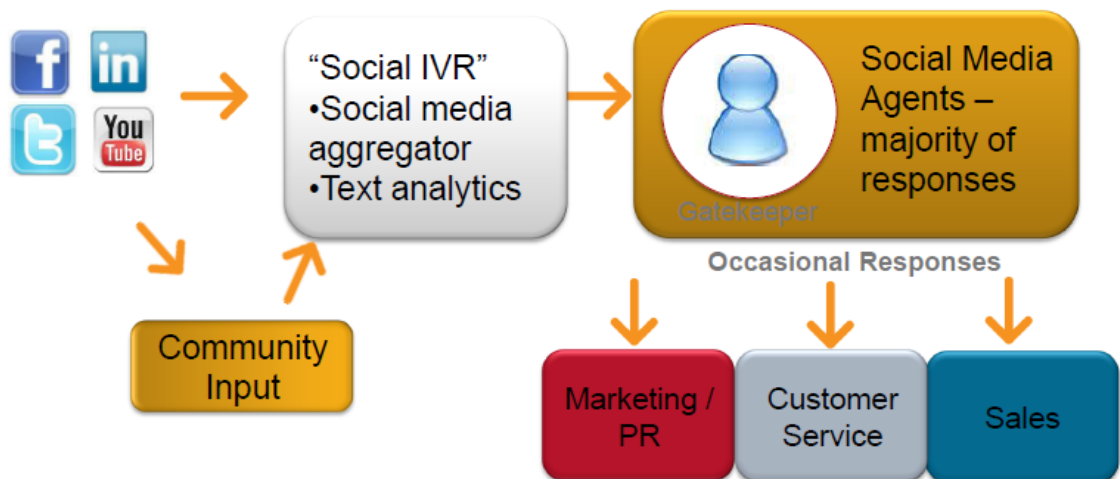 f
in
t
You
Tube
“Social IVR”
•Social media
aggregator
•Text analytics
Social Media
Agents –
majority of
responses
Gatekeeper
Occasional Responses
Community
Input
Marketing /
PR
Customer
Service
Sales